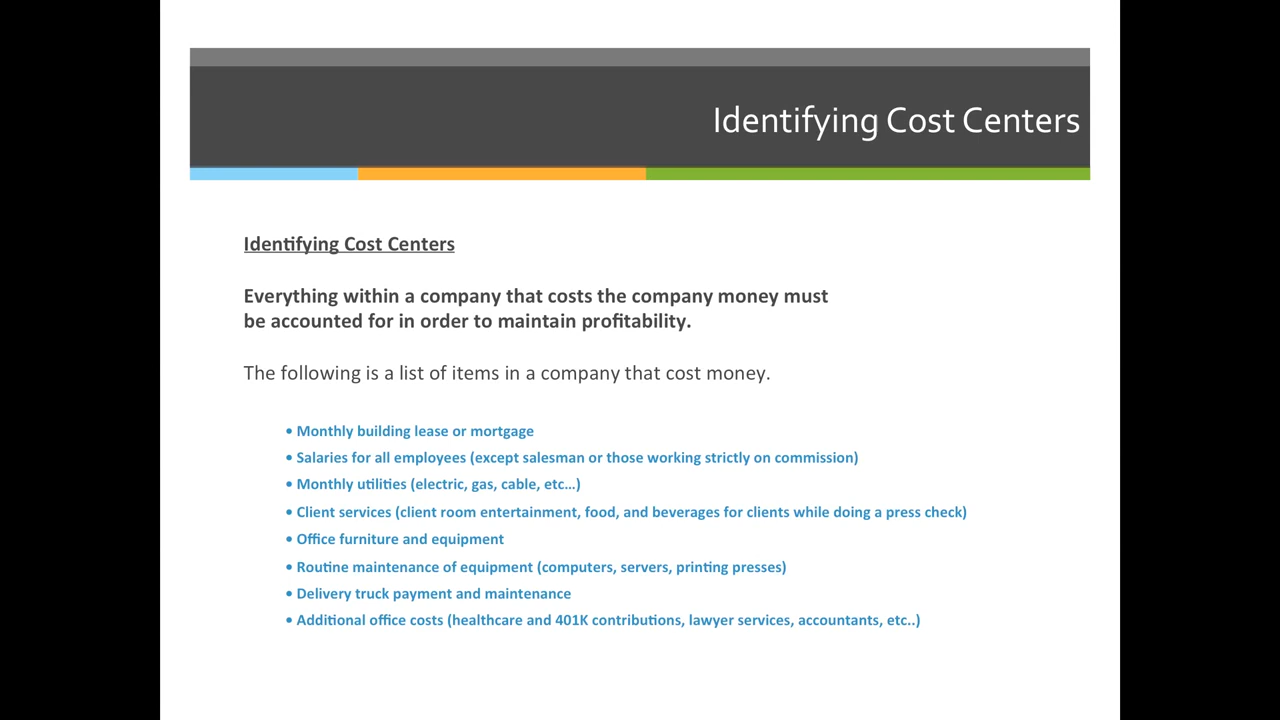 Identifying Cost Centers
Identifying Cost Centers
Everything within a company that costs the company money must
be accounted for in order to maintain profitability.
The following is a list of items in a company that cost money.
• Monthly building lease or mortgage
• Salaries for all employees (except salesman or those working strictly on commission)
• Monthly utilities (electric, gas, cable, etc...)
• Client services (client room entertainment, food, and beverages for clients while doing a press check)
• Office furniture and equipment
• Routine maintenance of equipment (computers, servers, printing presses)
• Delivery truck payment and maintenance
• Additional office costs (healthcare and 401K contributions, lawyer services, accountants, etc..)